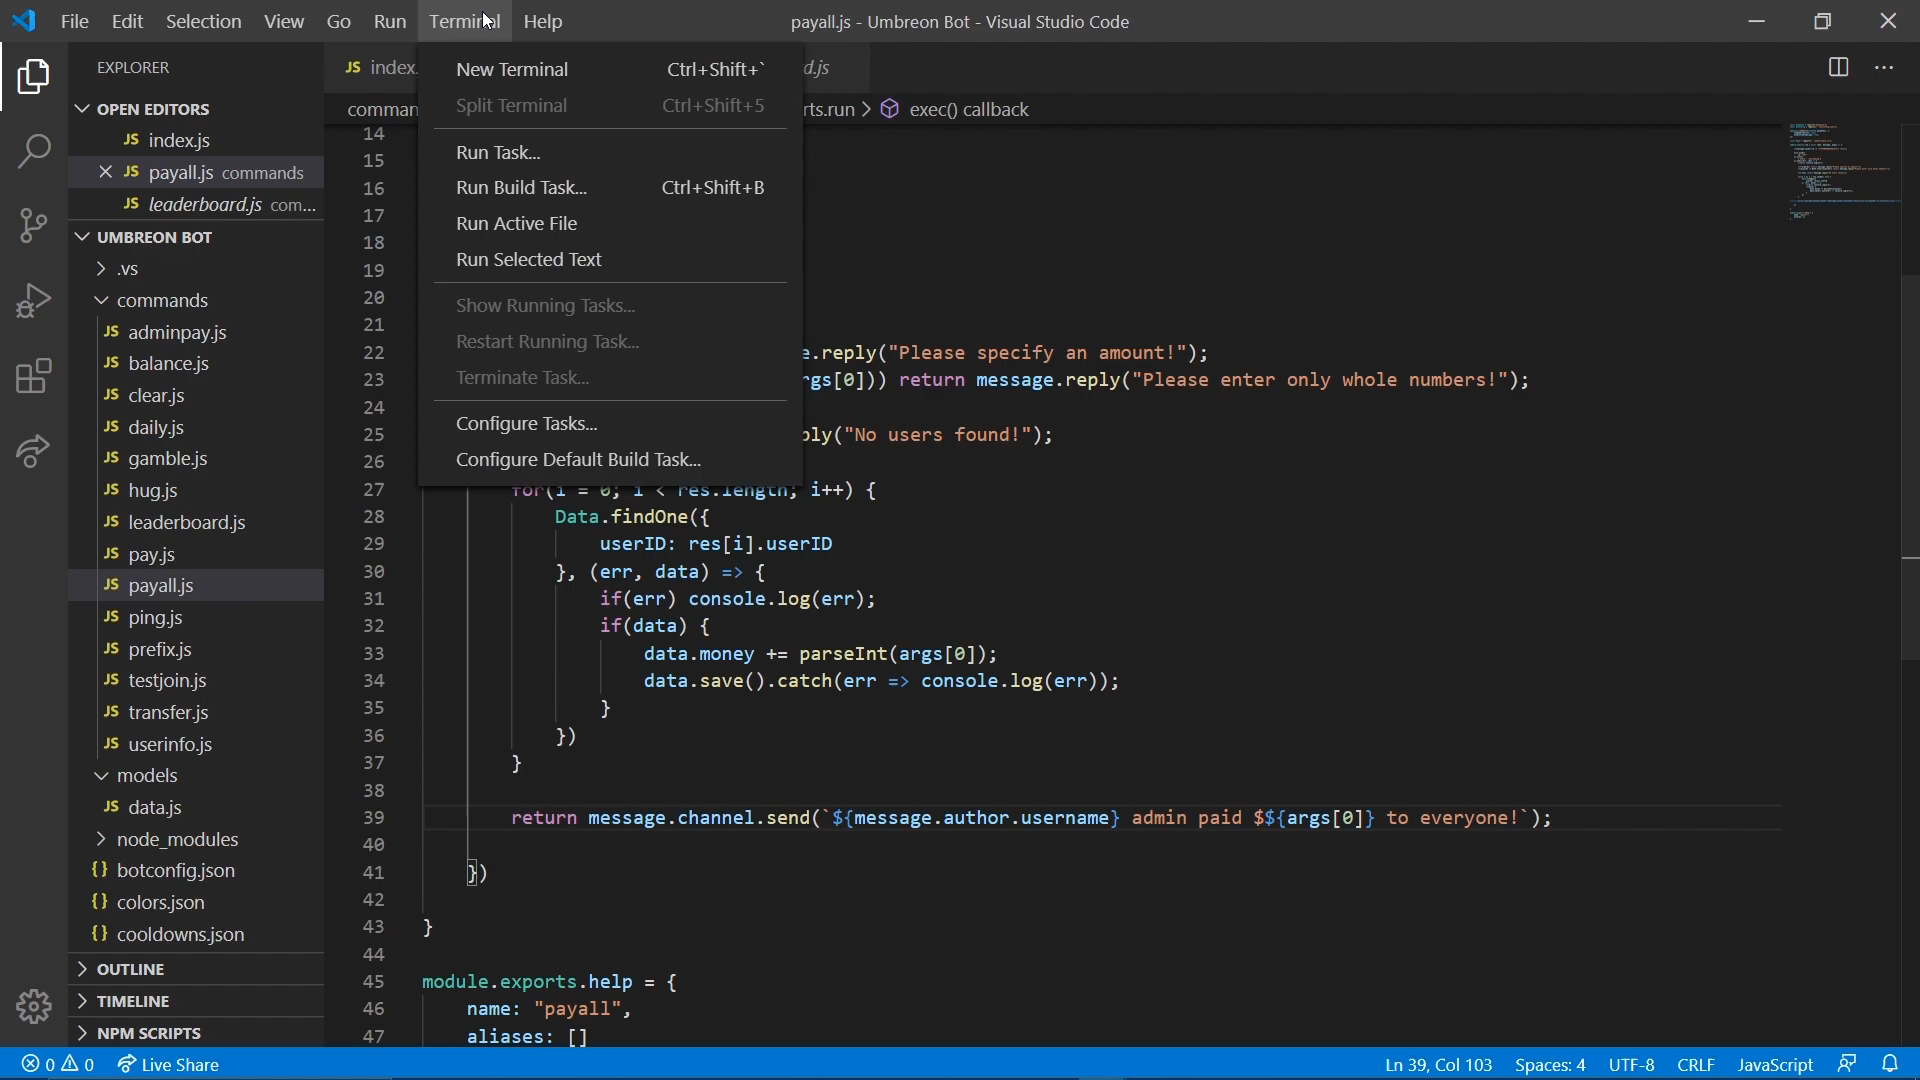 File Edit Selection View Go Run Terminal Help
payall.js - Umbreon Bot - Visual Studio Code
EXPLORER
OPEN EDITORS
JS index.js
JS payall.js commands
JS leaderboard.js com...
UMBREON BOT
.vs
commands
JS adminpay.js
JS balance.js
JS clear.js
JS daily.js
JS gamble.js
JS hug.js
JS leaderboard.js
JS pay.js
JS payall.js
JS ping.js
JS prefix.js
JS testjoin.js
JS transfer.js
JS userinfo.js
models
JS data.js
node_modules
{} botconfig.json
{} colors.json
{} cooldowns.json
OUTLINE
TIMELINE
NPM SCRIPTS
JS index.
d.js
comman
rts.run > exec() callback
New Terminal Ctrl+Shift+`
Split Terminal Ctrl+Shift+5
Run Task...
Run Build Task... Ctrl+Shift+B
Run Active File
Run Selected Text
Show Running Tasks...
Restart Running Task...
Terminate Task...
Configure Tasks...
Configure Default Build Task...
14
15
16
17
18
19
20
21
22 e.reply("Please specify an amount!");
23 rgs[0])) return message.reply("Please enter only whole numbers!");
24
25 ply("No users found!");
26
27 for(i = 0; i < res.length; i++) {
28 Data.findOne({
29 userID: res[i].userID
30 }, (err, data) => {
31 if(err) console.log(err);
32 if(data) {
33 data.money += parseInt(args[0]);
34 data.save().catch(err => console.log(err));
35 }
36 })
37 }
38
39 return message.channel.send(`${message.author.username} admin paid $${args[0]} to everyone!`);
40
41 })
42
43 }
44
45 module.exports.help = {
46 name: "payall",
47 aliases: []
0 0 Live Share
Ln 39, Col 103 Spaces: 4 UTF-8 CRLF JavaScript